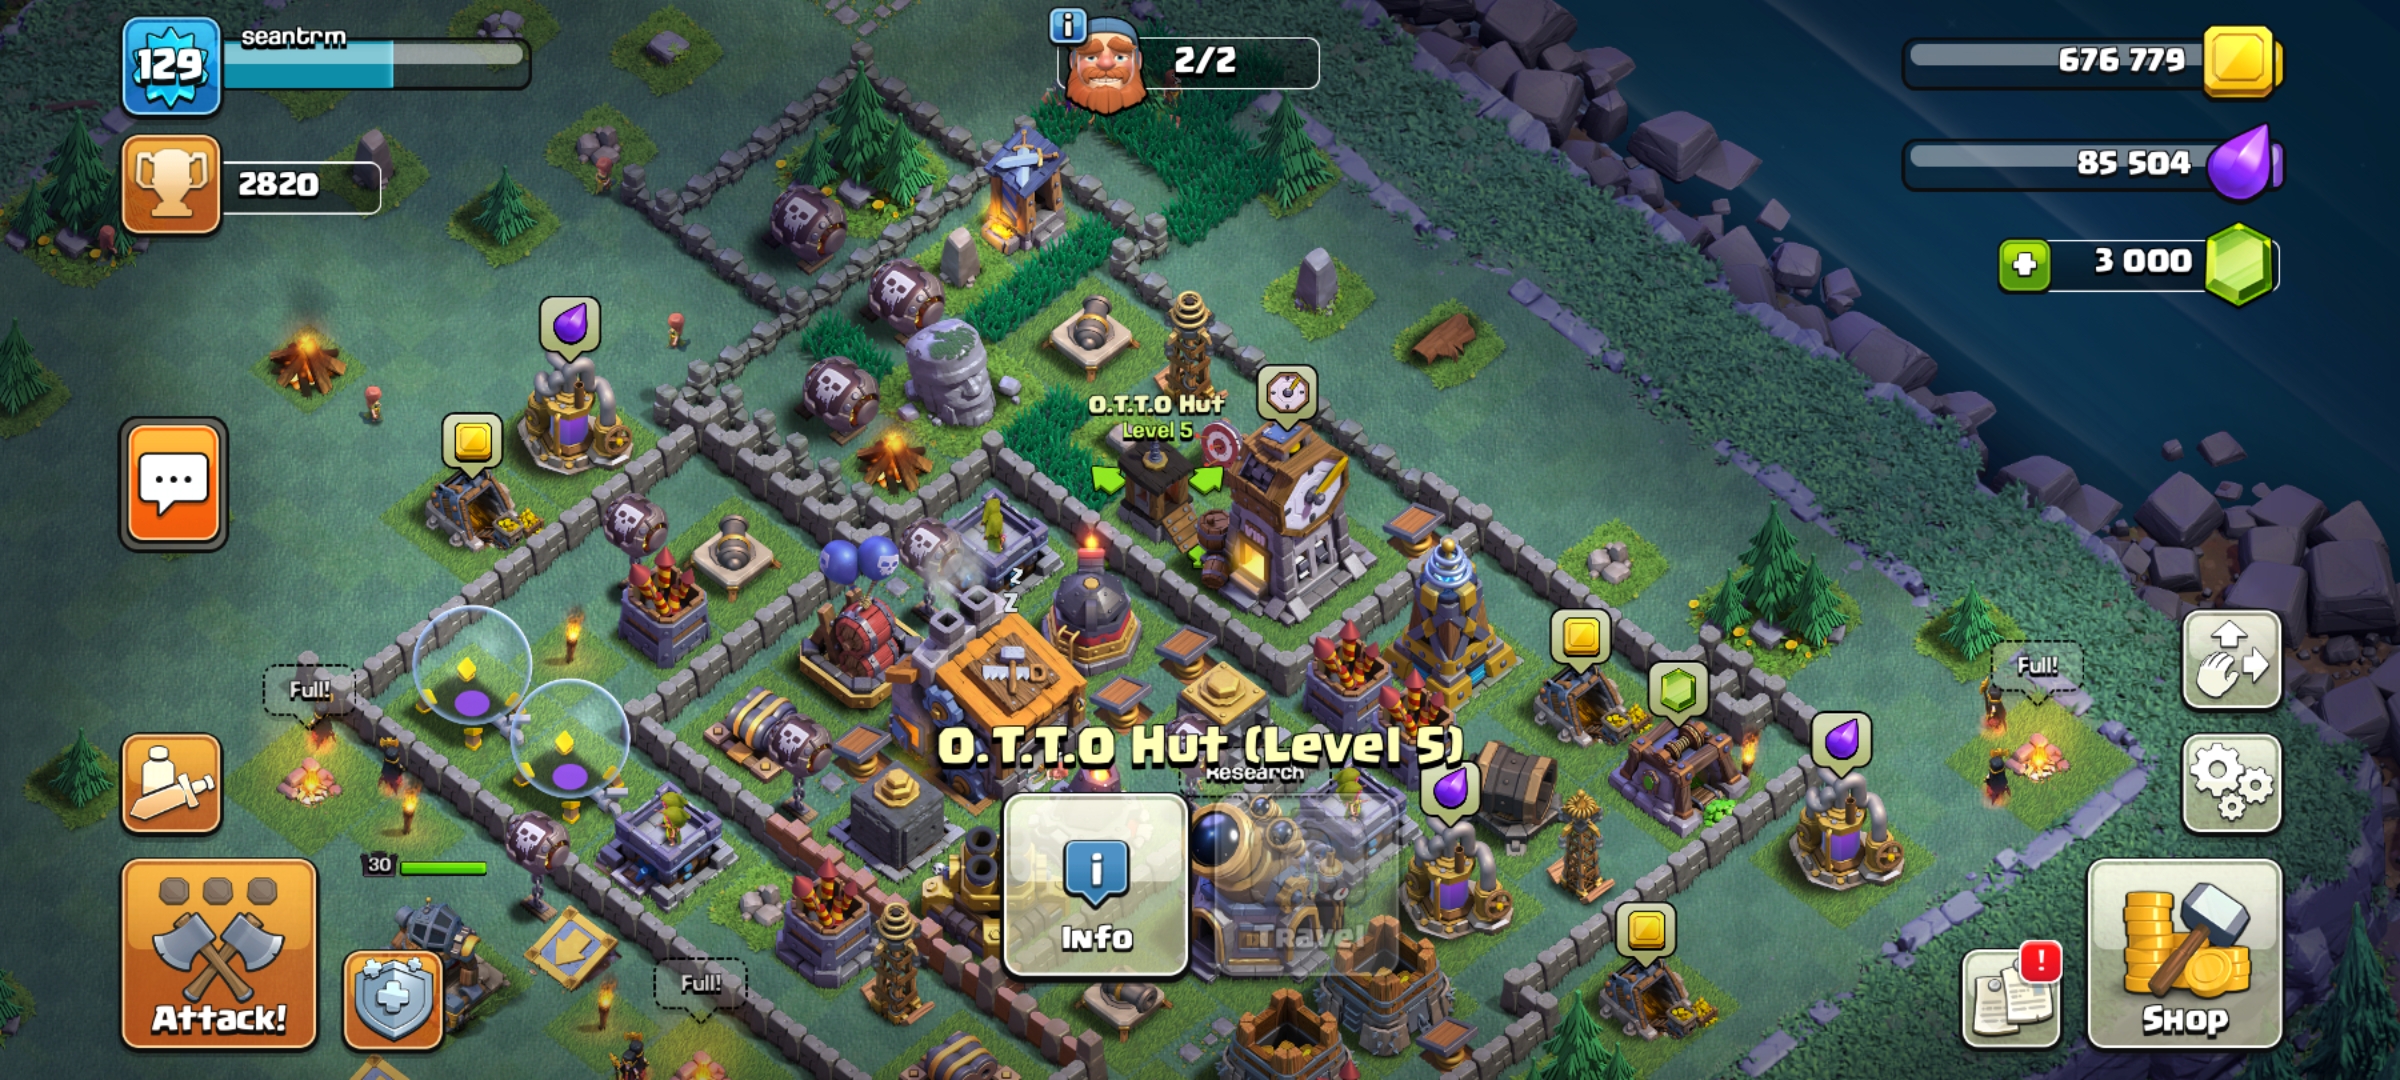 129
seantrm
2/2
676 779
2820
85 504
3 000
O.T.T.O Hut
Level 5
z
Z
Full!
Full!
O.T.T.O Hut (Level 5)
Research
30
Info
Travel
Full!
!
Attack!
Shop